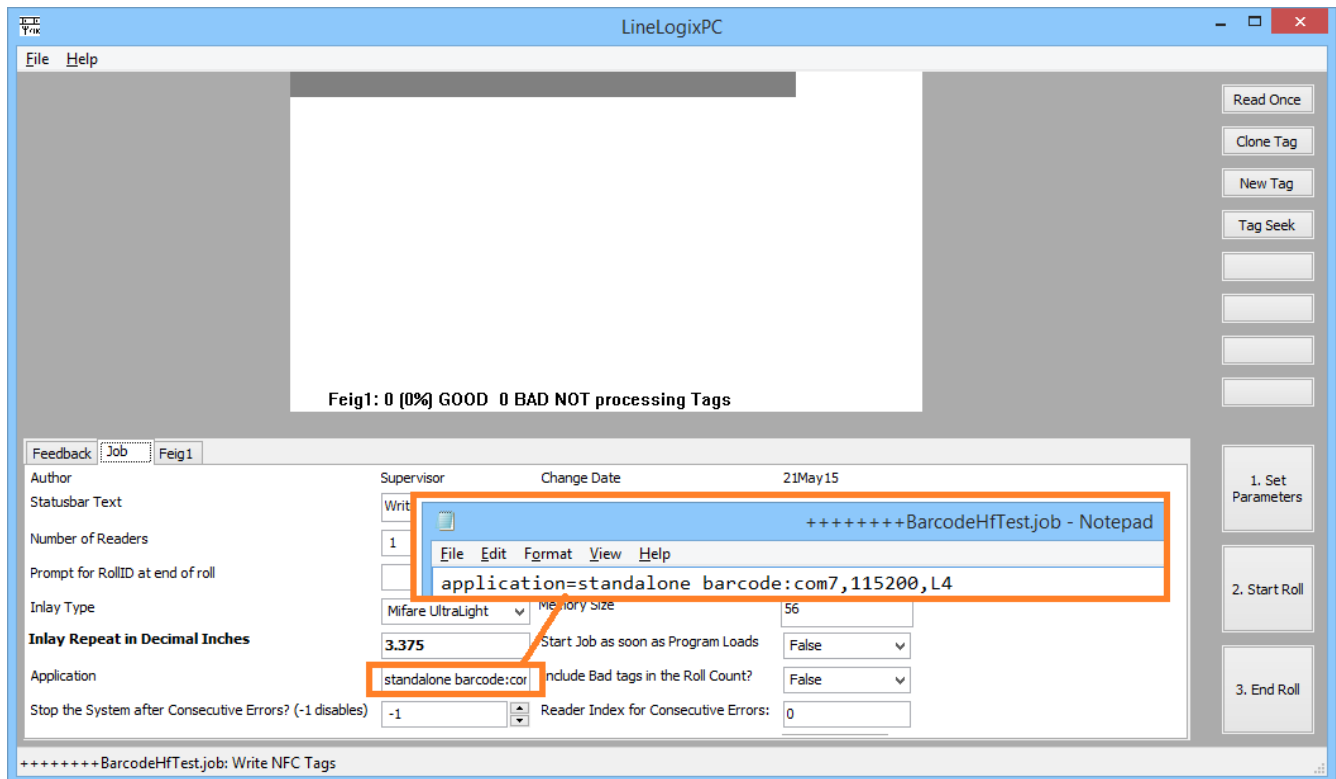 LineLogixPC
File Help
Read Once
Clone Tag
New Tag
Tag Seek
Feig1: 0 (0%) GOOD 0 BAD NOT processing Tags
Feedback Job Feig1
Author Supervisor Change Date 21May15
Statusbar Text Writ
Number of Readers 1
Prompt for RollID at end of roll
Inlay Type Mifare UltraLight Memory Size 56
Inlay Repeat in Decimal Inches 3.375 Start Job as soon as Program Loads False
Application standalone barcode:cor nclude Bad tags in the Roll Count? False
Stop the System after Consecutive Errors? (-1 disables) -1 Reader Index for Consecutive Errors: 0
++++++++BarcodeHfTest.job - Notepad
File Edit Format View Help
application=standalone barcode:com7,115200,L4
1. Set
Parameters
2. Start Roll
3. End Roll
++++++++BarcodeHfTest.job: Write NFC Tags